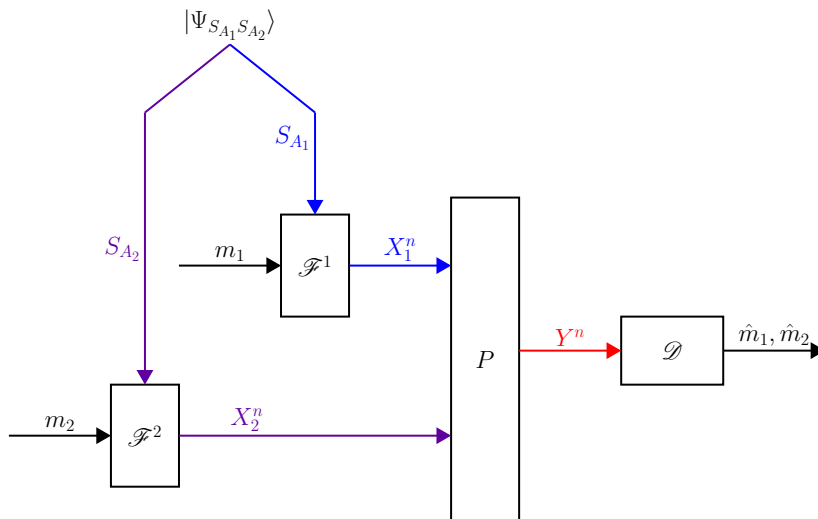 |Ψ_{S_{A_1}S_{A_2}}⟩
S_{A_1}
S_{A_2}
m_1
ℱ^1
X_1^n
Y^n
m̂_1, m̂_2
P
𝒟
m_2
ℱ^2
X_2^n